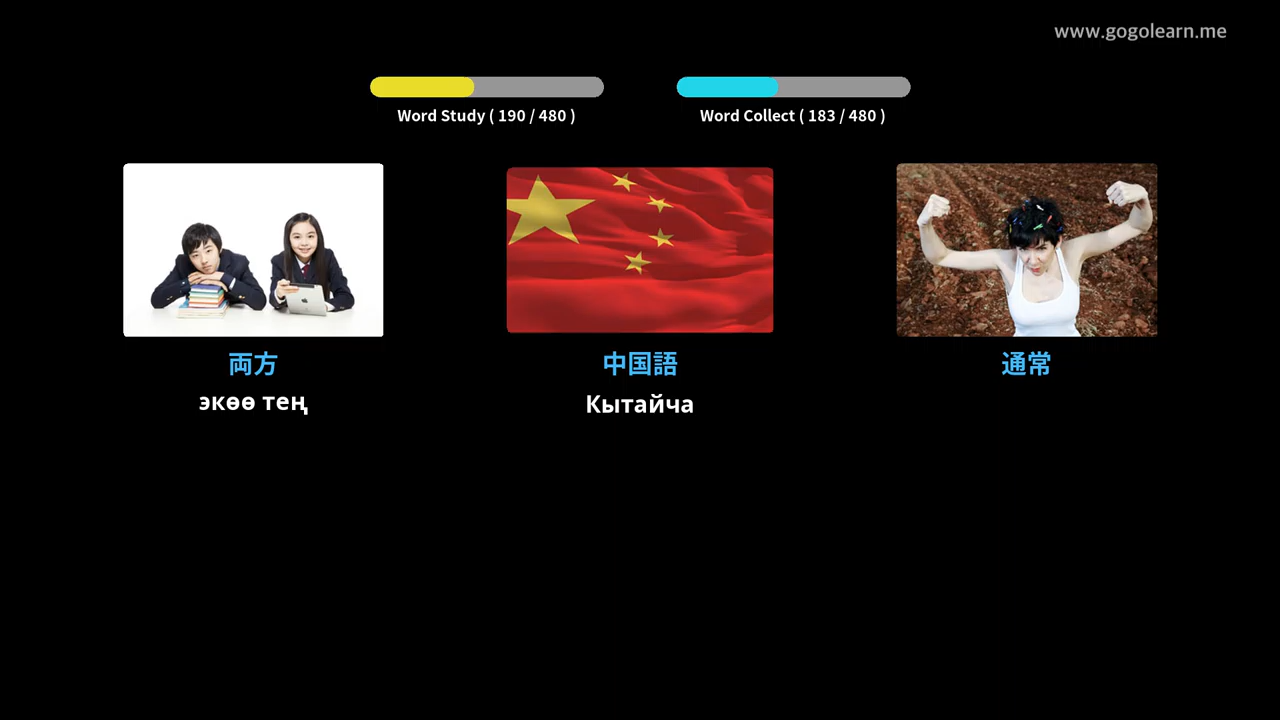 www.gogolearn.me
Word Study ( 190 / 480 )
Word Collect ( 183 / 480 )
両方
中国語
通常
экөө тең
Кытайча